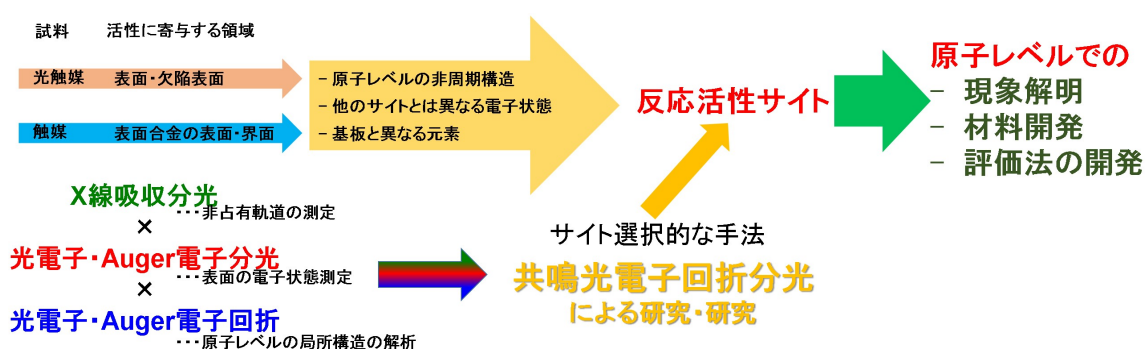 試料 活性に寄与する領域
光触媒 表面・欠陥表面
触媒 表面合金の表面・界面
- 原子レベルの非周期構造
- 他のサイトとは異なる電子状態
- 基板と異なる元素
反応活性サイト
原子レベルでの
- 現象解明
- 材料開発
- 評価法の開発
X線吸収分光
･･･非占有軌道の測定
×
光電子・Auger電子分光
･･･表面の電子状態測定
×
光電子・Auger電子回折
･･･原子レベルの局所構造の解析
サイト選択的な手法
共鳴光電子回折分光
による研究・研究